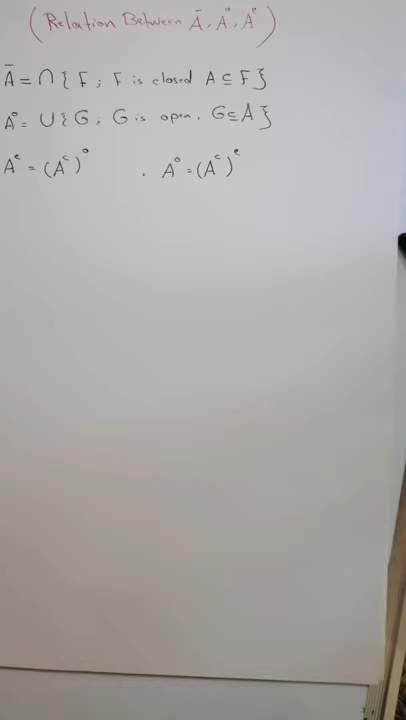 (Relation Between Ā, A°, Aᵉ)
Ā = ∩ { F ; F is closed A ⊆ F }
A° = ∪ { G ; G is open. G ⊆ A }
Aᵉ = (Aᶜ)° . A° = (Aᶜ)ᵉ